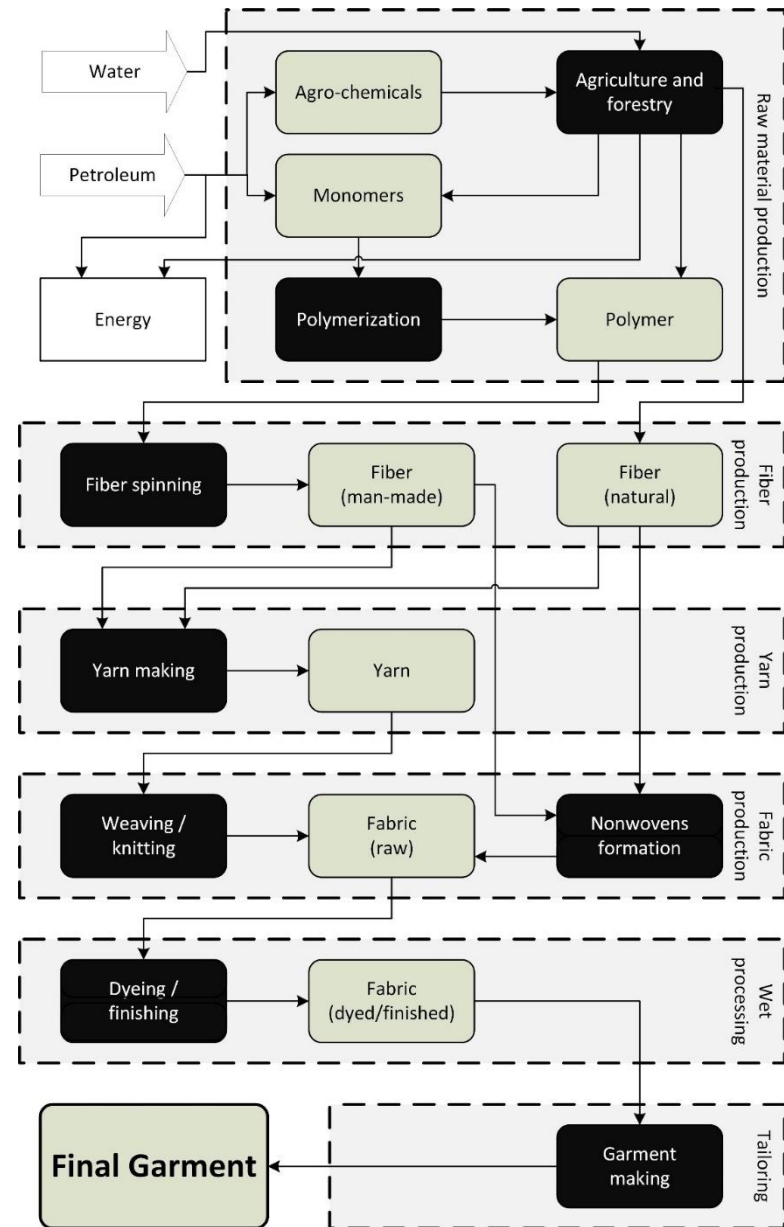 Water
Agro-chemicals
Agriculture and
forestry
Raw material production
Petroleum
Monomers
Energy
Polymerization
Polymer
Fiber spinning
Fiber
(man-made)
Fiber
(natural)
Fiber
production
Yarn making
Yarn
Yarn
production
Weaving /
knitting
Fabric
(raw)
Nonwovens
formation
Fabric
production
Dyeing /
finishing
Fabric
(dyed/finished)
Wet
processing
Final Garment
Garment
making
Tailoring